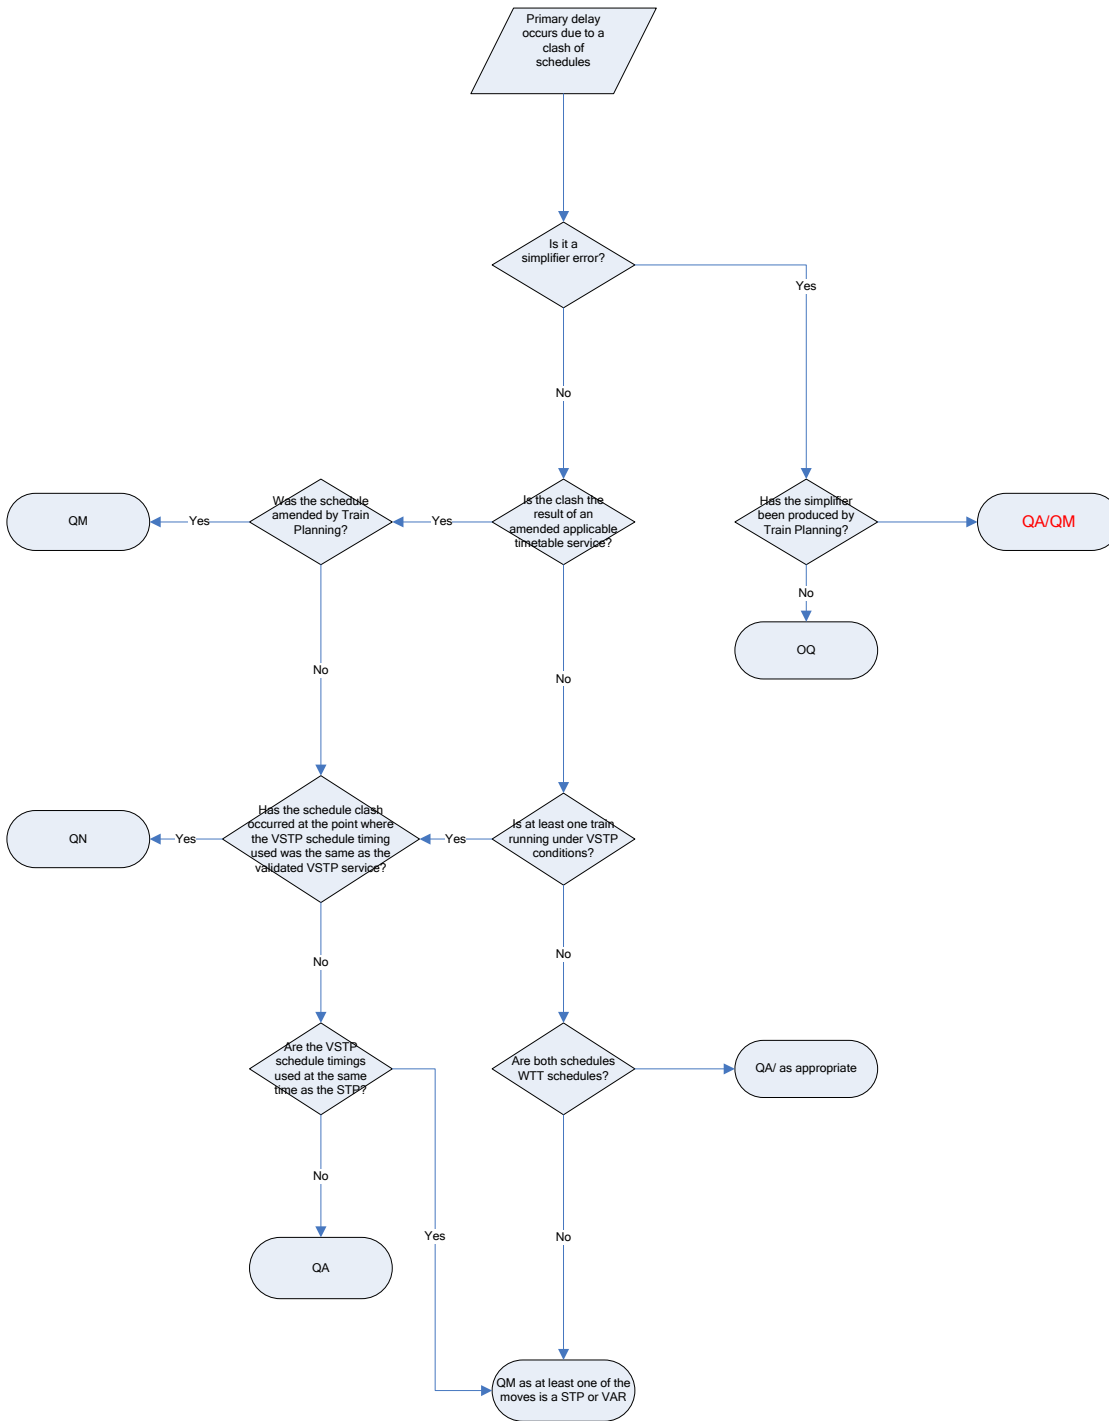 Primary delay
occurs due to a
clash of
schedules
Is it a
simplifier error?
Yes
No
Was the schedule
amended by Train
Planning?
Is the clash the
result of an
amended applicable
timetable service?
Has the simplifier
been produced by
Train Planning?
QM
Yes
Yes
QA/QM
No
OQ
No
No
Has the schedule clash
occurred at the point where
the VSTP schedule timing
used was the same as the
validated VSTP service?
Is at least one train
running under VSTP
conditions?
QN
Yes
Yes
No
No
Are the VSTP
schedule timings
used at the same
time as the STP?
Are both schedules
WTT schedules?
QA/ as appropriate
No
Yes
No
QA
QM as at least one of the
moves is a STP or VAR